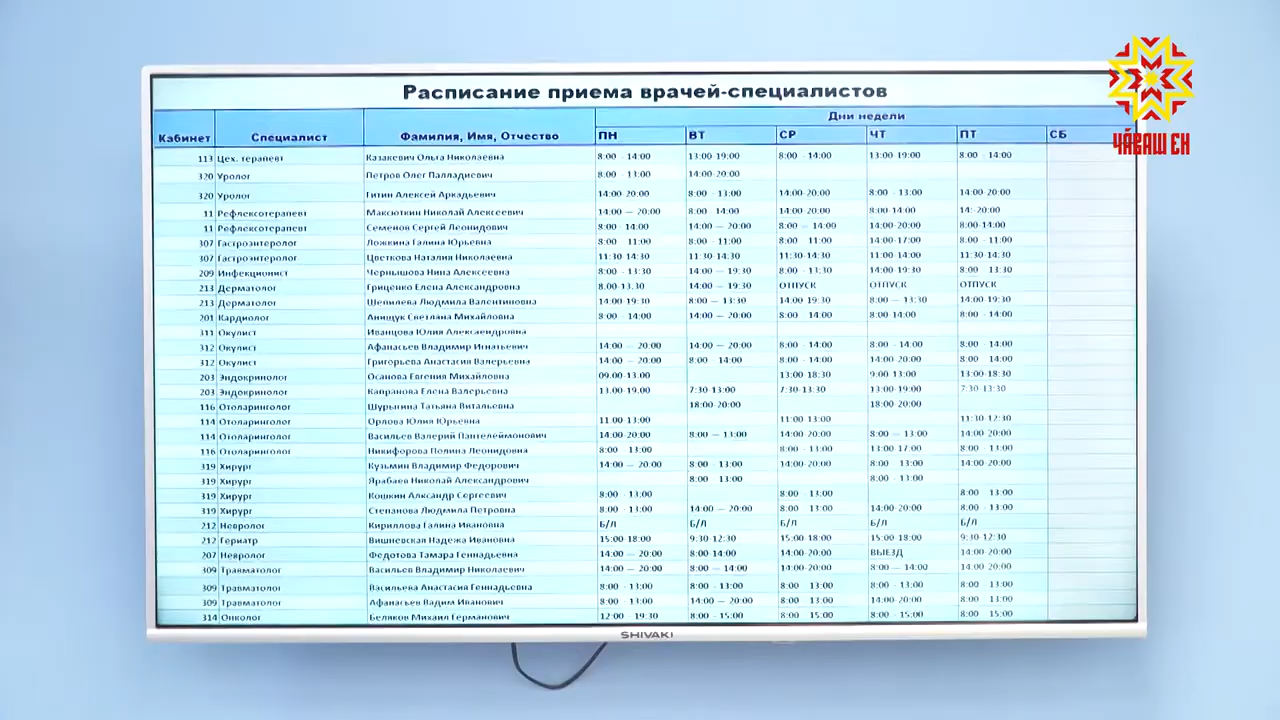 Расписание приема врачей-специалистов
ЧӐВАШ ЕН
Дни недели
Кабинет Специалист Фамилия, Имя, Отчество ПН ВТ СР ЧТ ПТ СБ
113 Цех. терапевт Казакевич Ольга Николаевна 8:00 - 14:00 13:00-19:00 8:00 - 14:00 13:00-19:00 8:00 - 14:00
320 Уролог Петров Олег Палладиевич 8:00 - 13:00 14:00-20:00
320 Уролог Гитин Алексей Аркадьевич 14:00-20:00 8:00 - 13:00 14:00-20:00 8:00 - 13:00 14:00-20:00
11 Рефлексотерапевт Максюткин Николай Алексеевич 14:00 — 20:00 8:00 - 14:00 14:00-20:00 8:00-14:00 14:-20:00
11 Рефлексотерапевт Семенов Сергей Леонидович 8:00 - 14:00 14:00 — 20:00 8:00 — 14:00 14:00-20:00 8:00-14:00
307 Гастроэнтеролог Ложкина Галина Юрьевна 8:00 - 11:00 8:00 - 11:00 8:00 - 11:00 14:00-17:00 8:00 - 11:00
307 Гастроэнтеролог Цветкова Наталия Николаевна 11:30-14:30 11:30-14:30 11:30-14:30 11:00-14:00 11:30-14:30
209 Инфекционист Чернышова Нина Алексеевна 8:00 - 13:30 14:00 — 19:30 8:00 - 13:30 14:00-19:30 8:00 - 13:30
213 Дерматолог Гриценко Елена Александровна 8.00-13.30 14:00 — 19:30 ОТПУСК ОТПУСК ОТПУСК
213 Дерматолог Шепилева Людмила Валентиновна 14:00-19:30 8:00 — 13:30 14:00-19:30 8:00 — 13:30 14:00-19:30
201 Кардиолог Анищук Светлана Михайловна 8:00 - 14:00 14:00 — 20:00 8:00 - 14:00 8:00-14:00 8:00 - 14:00
311 Окулист Иванцова Юлия Алексаендровна
312 Окулист Афанасьев Владимир Игнатьевич 14:00 — 20:00 14:00 — 20:00 8:00 - 14:00 8:00 - 14:00 8:00 - 14:00
312 Окулист Григорьева Анастасия Валерьевна 14:00 — 20:00 8:00 - 14:00 8:00 - 14:00 14:00-20:00 8:00 - 14:00
203 Эндокринолог Осанова Евгения Михайловна 09.00-13.00 13:00-18:30 9:00-13:00 13:00-18:30
203 Эндокринолог Капранова Елена Валерьевна 13.00-19.00 7:30-13:00 7:30-13:30 13:00-19:00 7:30-13:30
116 Отоларинголог Шурыгина Татьяна Витальевна 18:00-20:00 18:00-20:00
114 Отоларинголог Орлова Юлия Юрьевна 11:00-13:00 11:00-13:00 11:30-12:30
114 Отоларинголог Васильев Валерий Пантелеймонович 14:00-20:00 8:00 — 13:00 14:00-20:00 8:00 — 13:00 14:00-20:00
116 Отоларинголог Никифорова Полина Леонидовна 8:00 - 13:00 8:00 - 13:00 13:00-17:00 8:00 - 13:00
319 Хирург Кузьмин Владимир Федорович 14:00 — 20:00 8:00 - 13:00 14:00-20:00 8:00 - 13:00 14:00-20:00
319 Хирург Ярабаев Николай Александрович 8:00 - 13:00 8:00 - 13:00
319 Хирург Кошкин Алксандр Сергеевич 8:00 - 13:00 8:00 - 13:00 8:00 - 13:00
319 Хирург Степанова Людмила Петровна 8:00 - 13:00 14:00 — 20:00 8:00 - 13:00 14:00-20:00 8:00 - 13:00
212 Невролог Кириллова Галина Ивановна Б/Л Б/Л Б/Л Б/Л Б/Л
212 Гериатр Вишневская Надежа Ивановна 15:00-18:00 9:30-12:30 15:00-18:00 15:00-18:00 9:30-12:30
207 Невролог Федотова Тамара Геннадьевна 14:00 — 20:00 8:00-14:00 14:00-20:00 ВЫЕЗД 14:00-20:00
309 Травматолог Васильев Владимир Николаевич 14:00 — 20:00 8:00 — 14:00 14:00-20:00 8:00 — 14:00 14:00-20:00
309 Травматолог Васильева Анастасия Геннадьевна 8:00 - 13:00 8:00 - 13:00 8:00 - 13:00 8:00 - 13:00 8:00 - 13:00
309 Травматолог Афанасьев Вадим Иванович 8:00 - 13:00 14:00 — 20:00 8:00 - 13:00 14:00-20:00 8:00 - 13:00
314 Онколог Беляков Михаил Германович 12:00 - 19:30 8:00 - 15:00 8:00 - 15:00 8:00 - 15:00 8:00 - 15:00
SHIVAKI